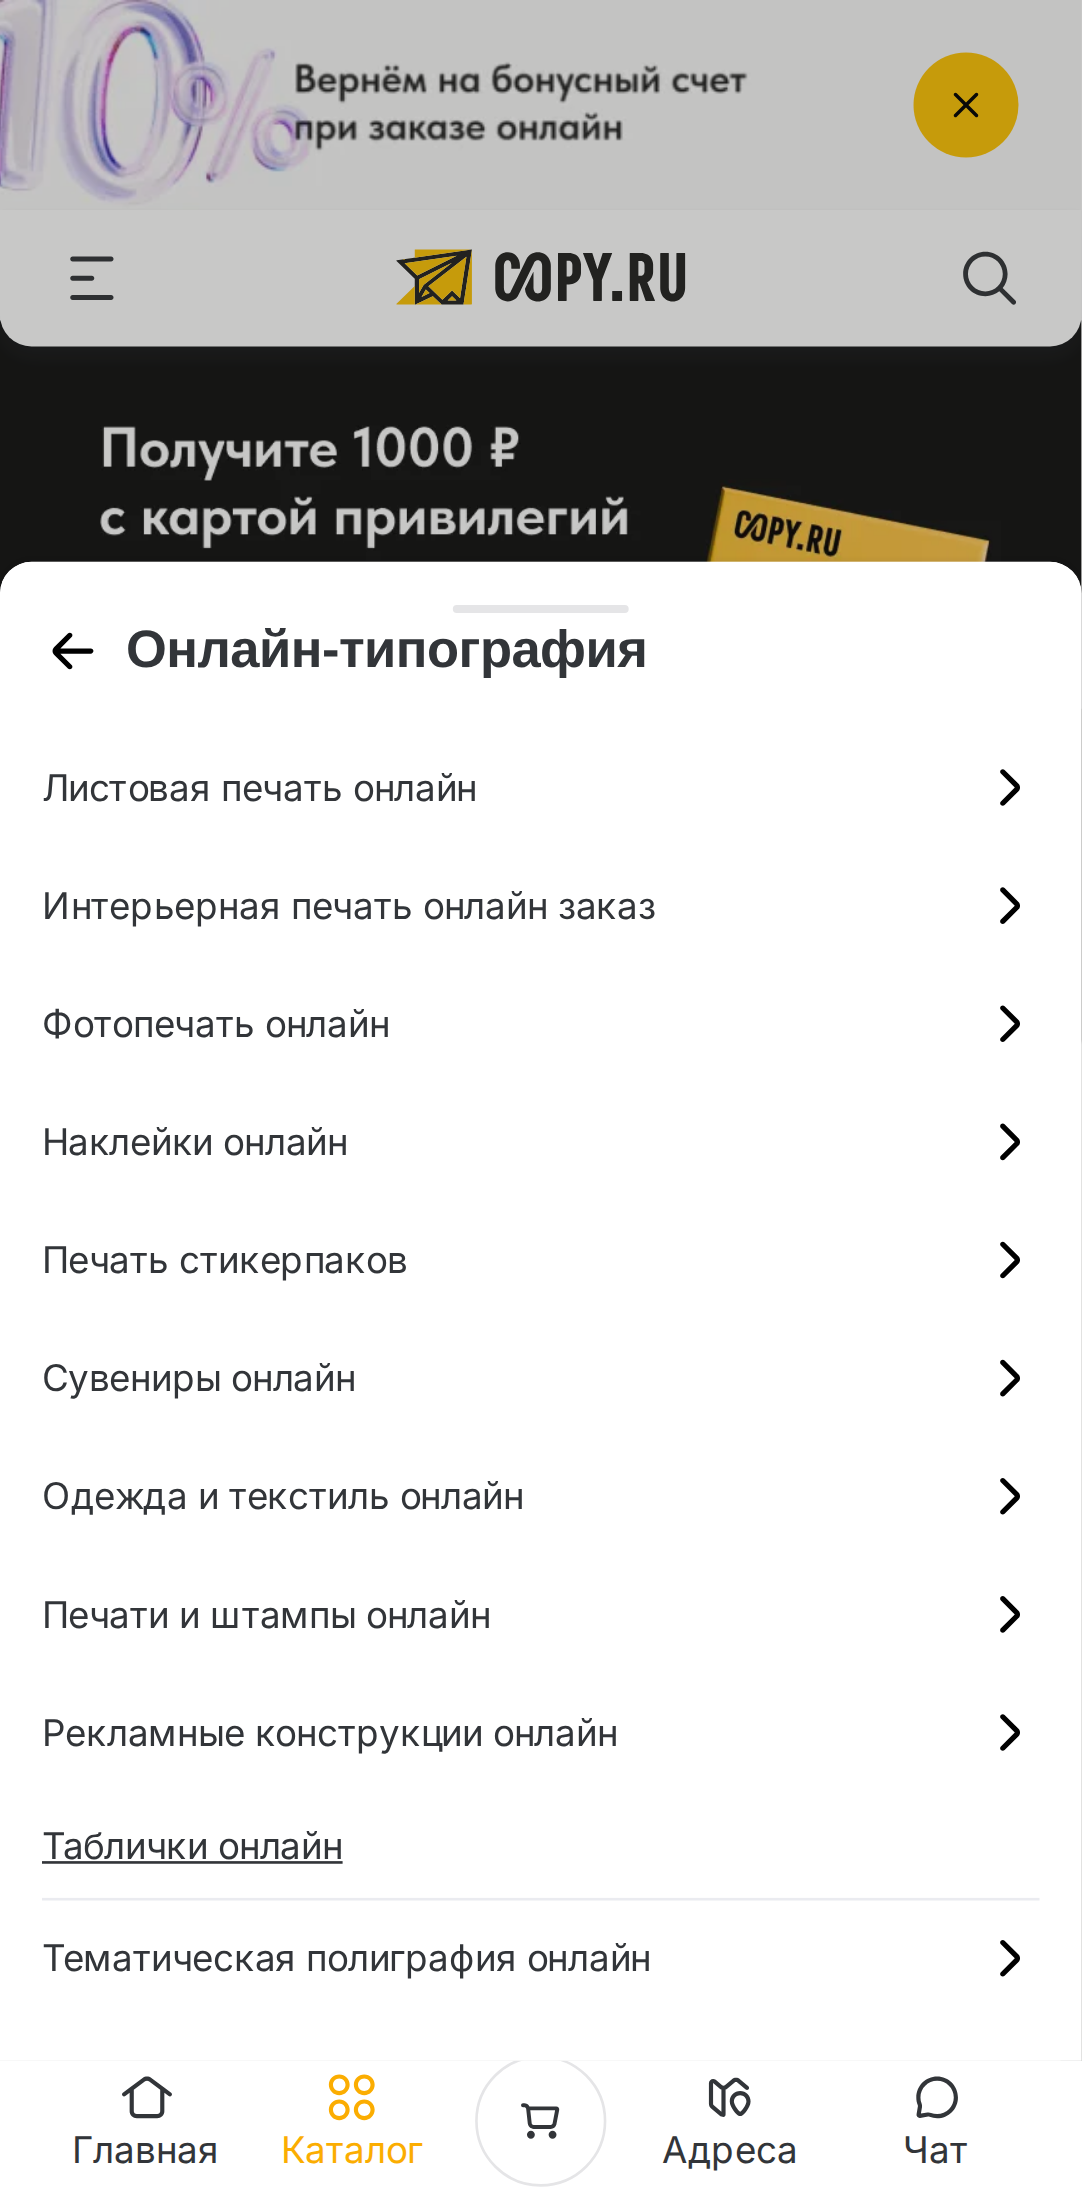 10%
Вернём на бонусный счет
при заказе онлайн
COPY.RU
Получите 1000 ₽
с картой привилегий
COPY.RU
Онлайн-типография
Листовая печать онлайн
Интерьерная печать онлайн заказ
Фотопечать онлайн
Наклейки онлайн
Печать стикерпаков
Сувениры онлайн
Одежда и текстиль онлайн
Печати и штампы онлайн
Рекламные конструкции онлайн
Таблички онлайн
Тематическая полиграфия онлайн
Главная
Каталог
Адреса
Чат